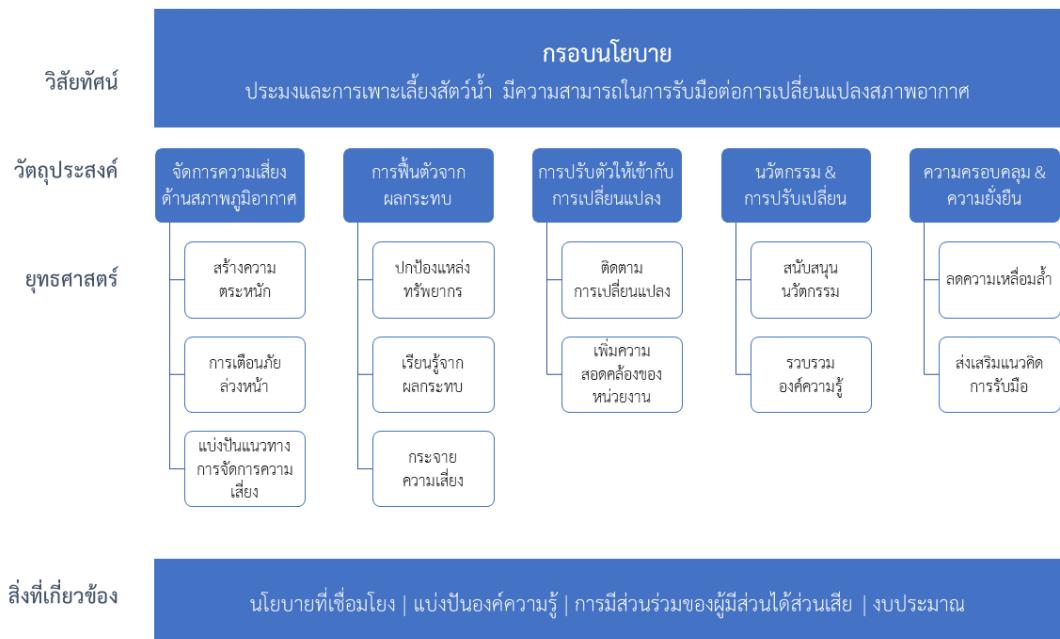 กรอบนโยบาย
วิสัยทัศน์
ประมงและการเพาะเลี้ยงสัตว์น้ำ มีความสามารถในการรับมือต่อการเปลี่ยนแปลงสภาพอากาศ
วัตถุประสงค์
จัดการความเสี่ยง
ด้านสภาพภูมิอากาศ
การฟื้นตัวจาก
ผลกระทบ
การปรับตัวให้เข้ากับ
การเปลี่ยนแปลง
นวัตกรรม &
การปรับเปลี่ยน
ความครอบคลุม &
ความยั่งยืน
ยุทธศาสตร์
สร้างความ
ตระหนัก
ปกป้องแหล่ง
ทรัพยากร
ติดตาม
การเปลี่ยนแปลง
สนับสนุน
นวัตกรรม
ลดความเหลื่อมล้ำ
การเตือนภัย
ล่วงหน้า
เรียนรู้จาก
ผลกระทบ
เพิ่มความ
สอดคล้องของ
หน่วยงาน
รวบรวม
องค์ความรู้
ส่งเสริมแนวคิด
การรับมือ
แบ่งปันแนวทาง
การจัดการความ
เสี่ยง
กระจาย
ความเสี่ยง
สิ่งที่เกี่ยวข้อง
นโยบายที่เชื่อมโยง | แบ่งปันองค์ความรู้ | การมีส่วนร่วมของผู้มีส่วนได้ส่วนเสีย | งบประมาณ